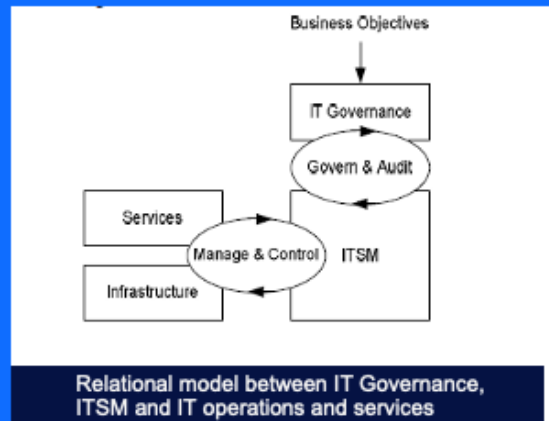 Business Objectives
IT Governance
Govern & Audit
Services
Manage & Control
ITSM
Infrastructure
Relational model between IT Governance,
ITSM and IT operations and services